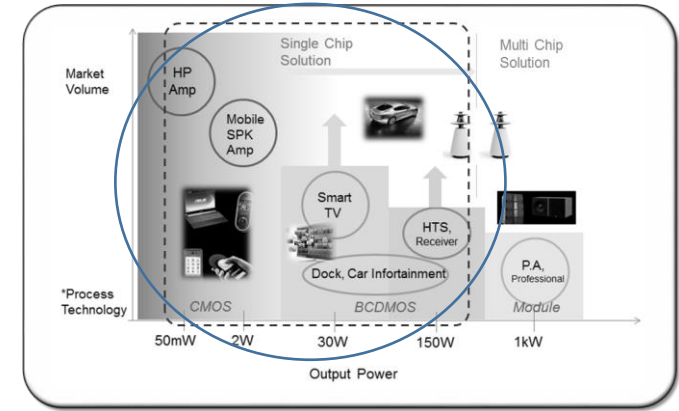 Single Chip
Solution
Multi Chip
Solution
Market
Volume
HP
Amp
Mobile
SPK
Amp
Smart
TV
HTS,
Receiver
Dock, Car Infortainment
P.A,
Professional
*Process
Technology
CMOS
BCDMOS
Module
50mW
2W
30W
150W
1kW
Output Power